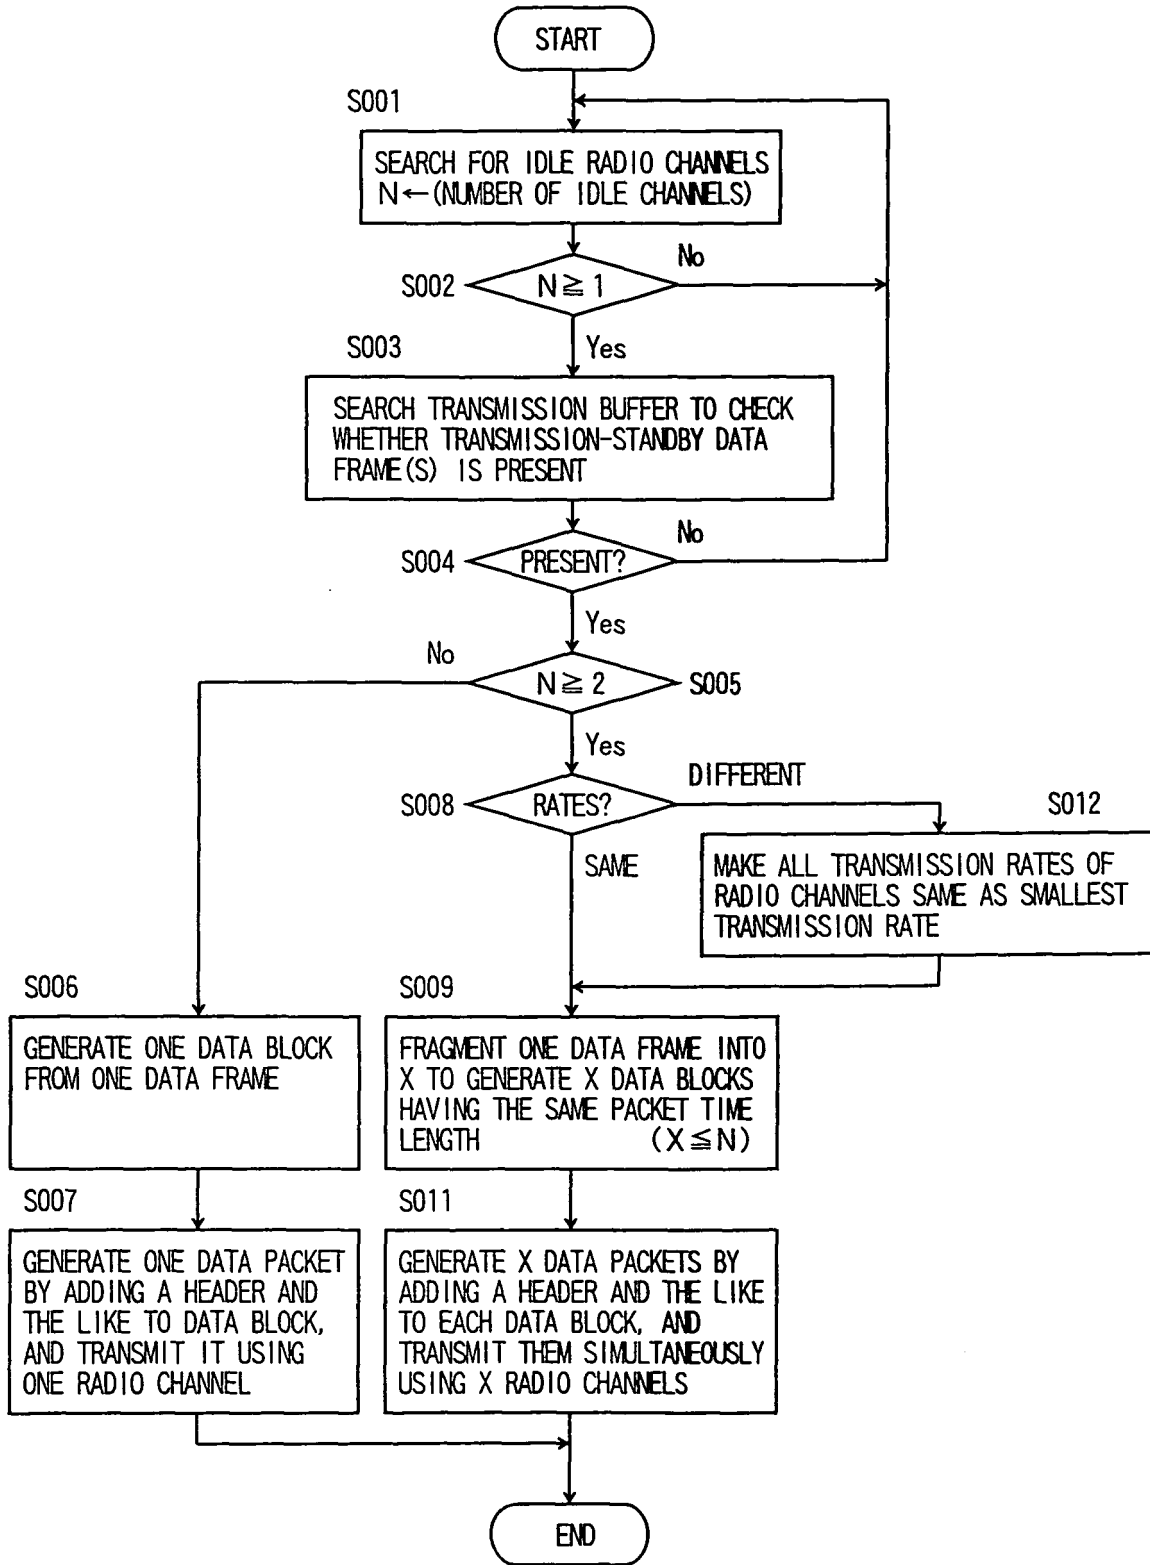 START
S001
SEARCH FOR IDLE RADIO CHANNELS
N←(NUMBER OF IDLE CHANNELS)
No
S002
N≧1
Yes
S003
SEARCH TRANSMISSION BUFFER TO CHECK
WHETHER TRANSMISSION-STANDBY DATA
FRAME(S) IS PRESENT
No
S004
PRESENT?
Yes
No
N≧2
S005
Yes
DIFFERENT
S008
RATES?
S012
SAME
MAKE ALL TRANSMISSION RATES OF
RADIO CHANNELS SAME AS SMALLEST
TRANSMISSION RATE
S006
GENERATE ONE DATA BLOCK
FROM ONE DATA FRAME
S009
FRAGMENT ONE DATA FRAME INTO
X TO GENERATE X DATA BLOCKS
HAVING THE SAME PACKET TIME
LENGTH (X≦N)
S007
GENERATE ONE DATA PACKET
BY ADDING A HEADER AND
THE LIKE TO DATA BLOCK,
AND TRANSMIT IT USING
ONE RADIO CHANNEL
S011
GENERATE X DATA PACKETS BY
ADDING A HEADER AND THE LIKE
TO EACH DATA BLOCK, AND
TRANSMIT THEM SIMULTANEOUSLY
USING X RADIO CHANNELS
END